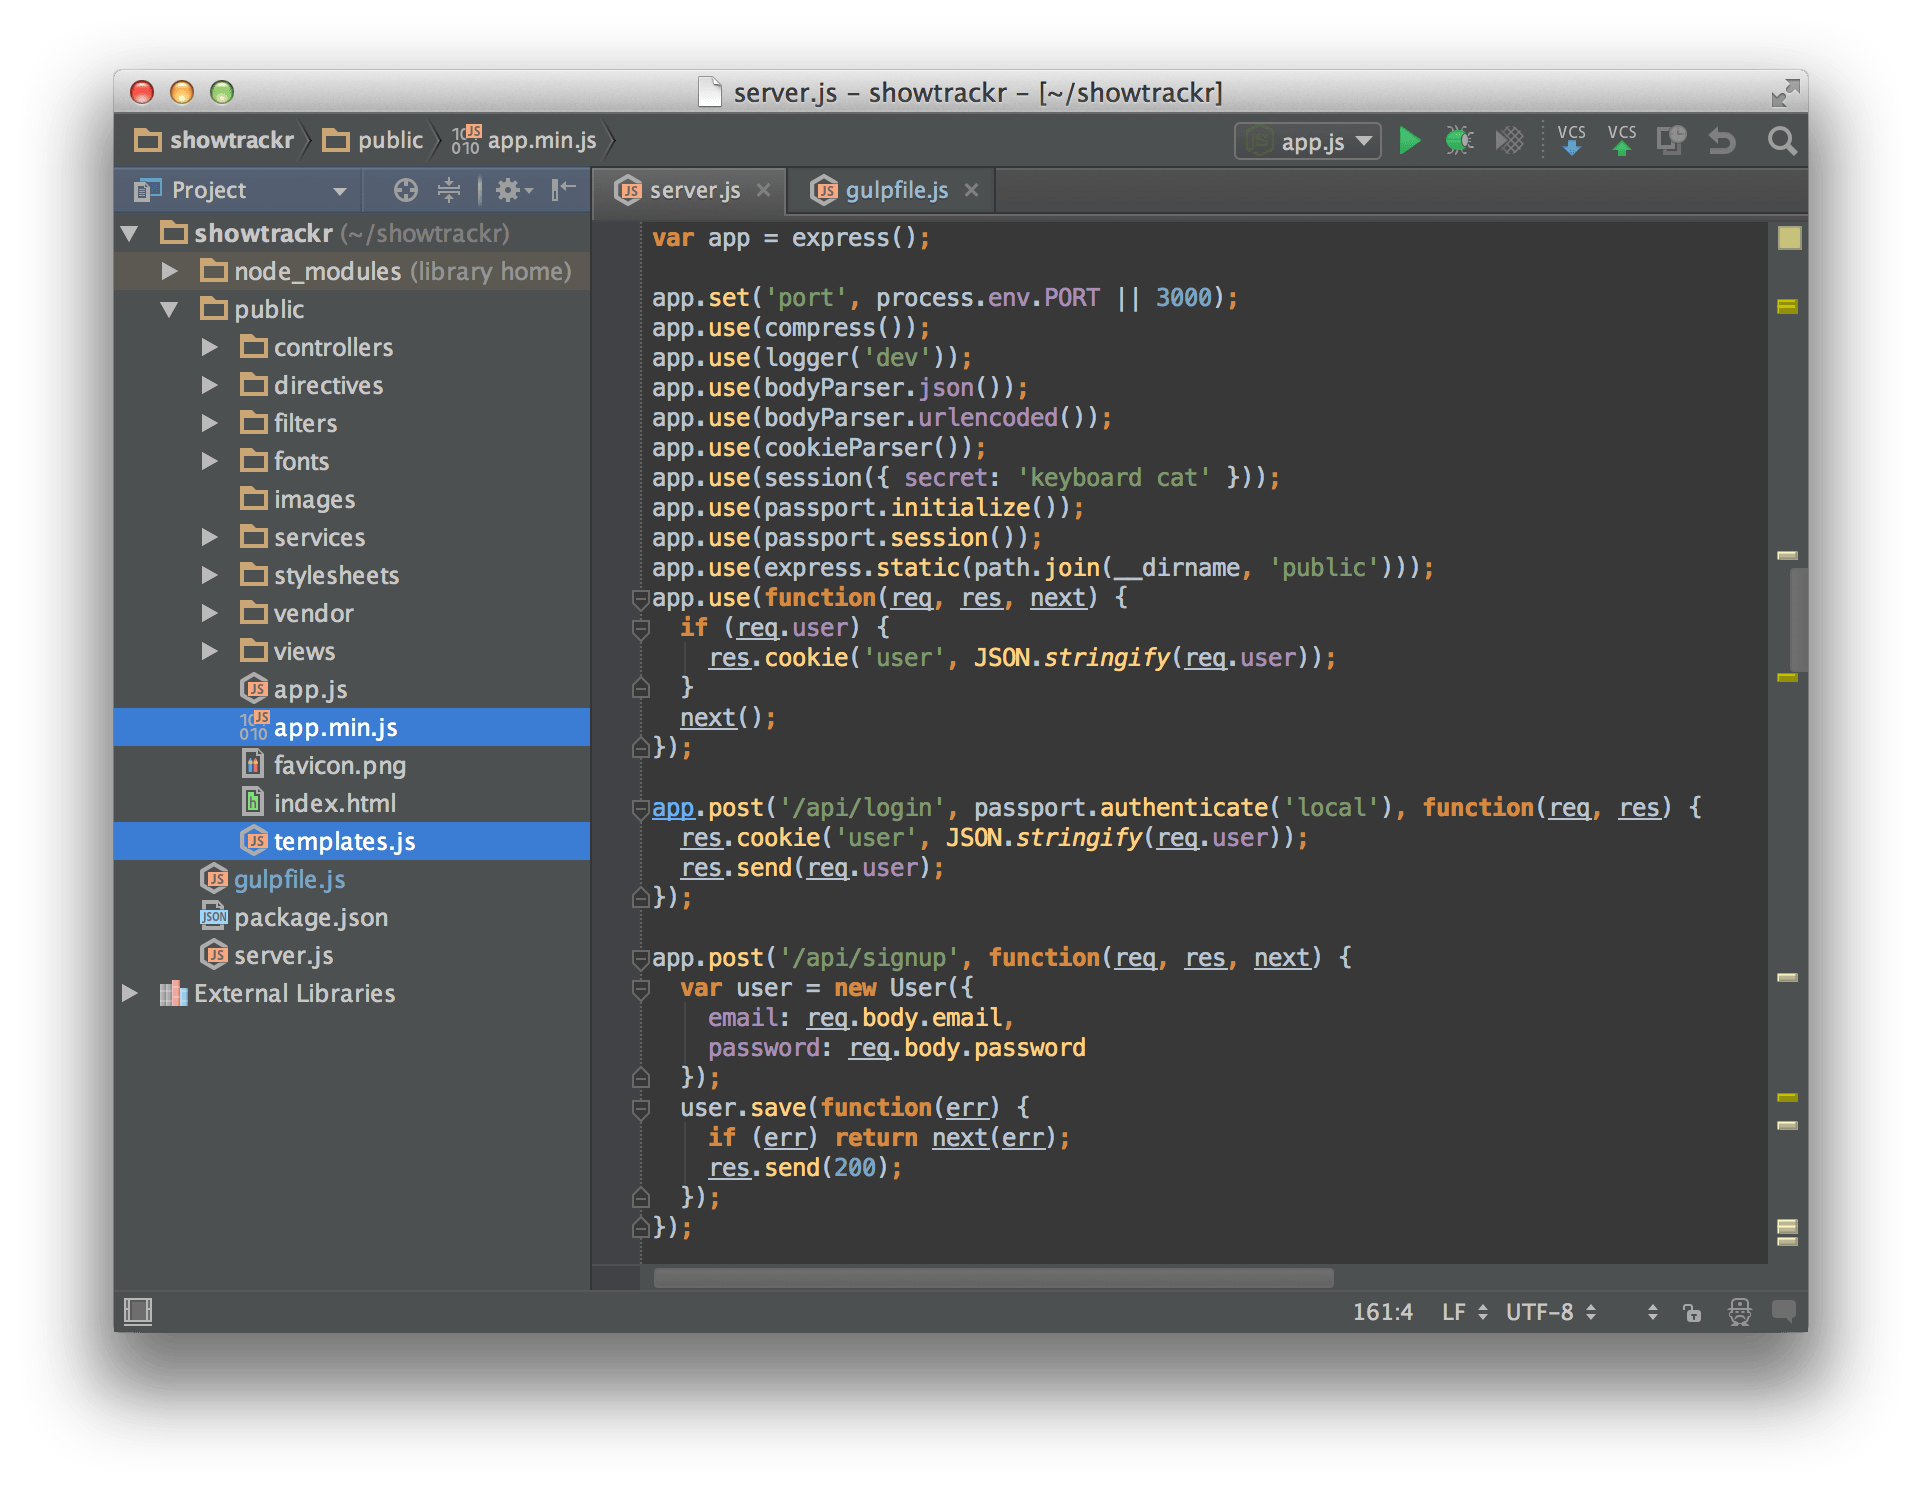 server.js – showtrackr – [~/showtrackr]
showtrackr public app.min.js app.js VCS VCS
Project
server.js gulpfile.js
showtrackr (~/showtrackr)
node_modules (library home)
public
controllers
directives
filters
fonts
images
services
stylesheets
vendor
views
app.js
app.min.js
favicon.png
index.html
templates.js
gulpfile.js
package.json
server.js
External Libraries
var app = express();

app.set('port', process.env.PORT || 3000);
app.use(compress());
app.use(logger('dev'));
app.use(bodyParser.json());
app.use(bodyParser.urlencoded());
app.use(cookieParser());
app.use(session({ secret: 'keyboard cat' }));
app.use(passport.initialize());
app.use(passport.session());
app.use(express.static(path.join(__dirname, 'public')));
app.use(function(req, res, next) {
  if (req.user) {
    res.cookie('user', JSON.stringify(req.user));
  }
  next();
});

app.post('/api/login', passport.authenticate('local'), function(req, res) {
  res.cookie('user', JSON.stringify(req.user));
  res.send(req.user);
});

app.post('/api/signup', function(req, res, next) {
  var user = new User({
    email: req.body.email,
    password: req.body.password
  });
  user.save(function(err) {
    if (err) return next(err);
    res.send(200);
  });
});
161:4 LF UTF-8